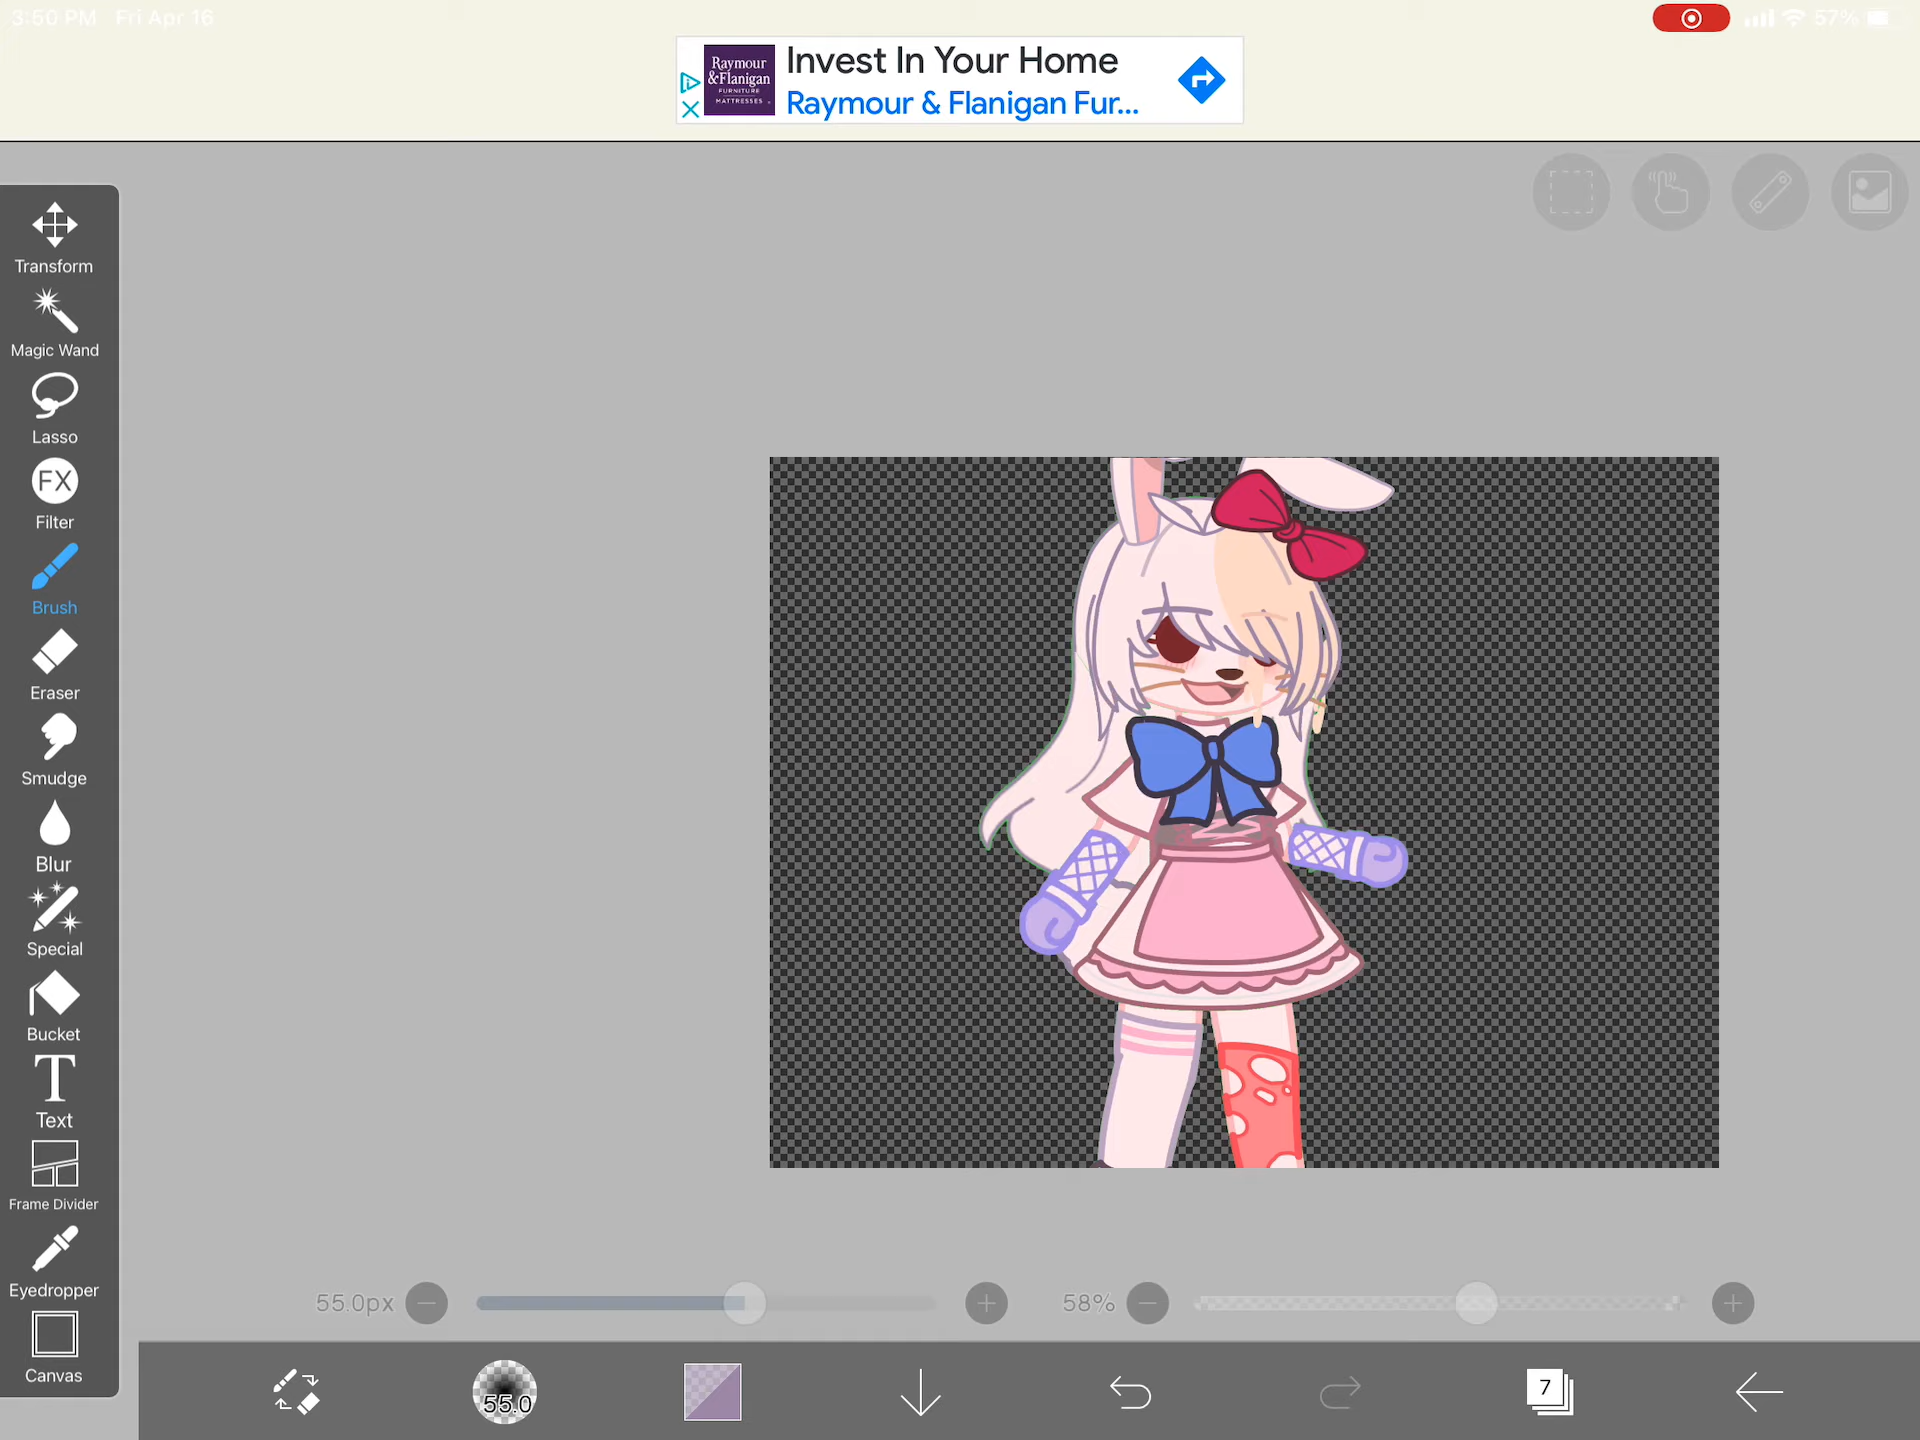 3:50 PM Fri Apr 16
57%
Raymour
&Flanigan
FURNITURE
MATTRESSES
Invest In Your Home
Raymour & Flanigan Fur...
Transform
Magic Wand
Lasso
FX
Filter
Brush
Eraser
Smudge
Blur
Special
Bucket
T
Text
Frame Divider
Eyedropper
Canvas
55.0px
58%
55.0
7